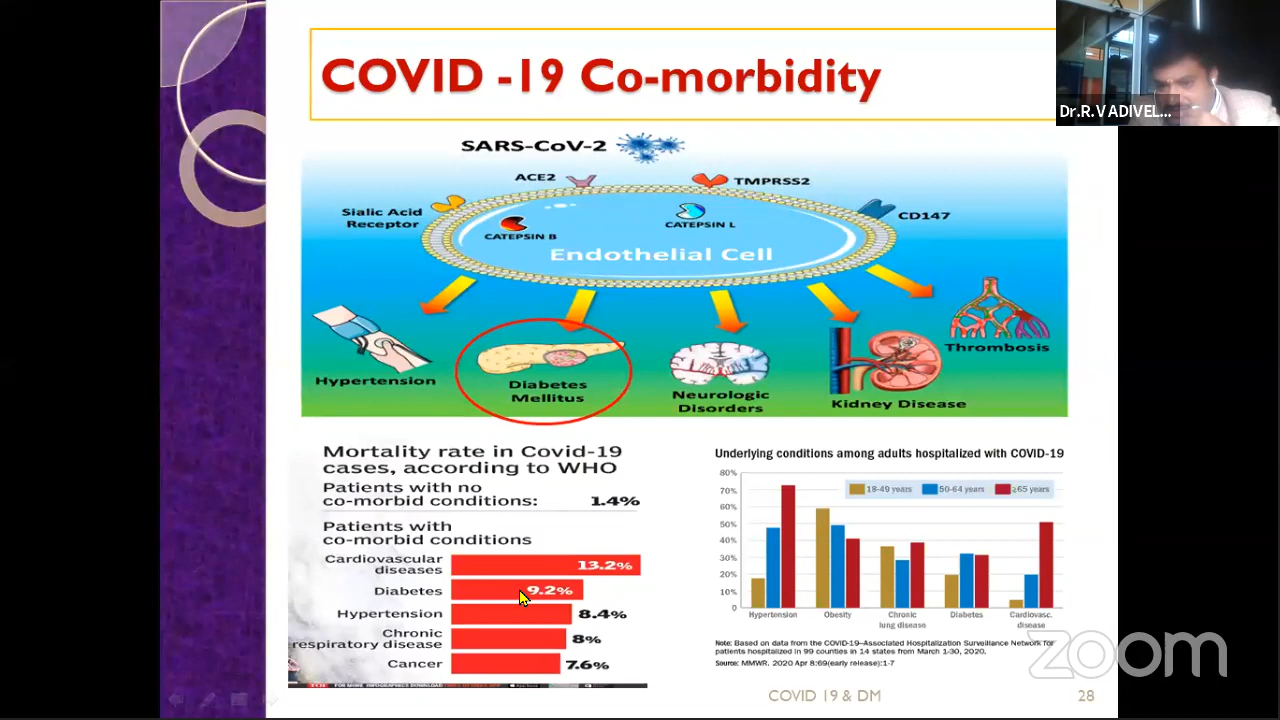 COVID -19 Co-morbidity
Dr.R.VADIVEL...
SARS-CoV-2
ACE2
TMPRSS2
Sialic Acid
Receptor
CD147
CATEPSIN B
CATEPSIN L
Endothelial Cell
Hypertension
Diabetes
Mellitus
Neurologic
Disorders
Kidney Disease
Thrombosis
Mortality rate in Covid-19
cases, according to WHO
Patients with no
co-morbid conditions: 1.4%
Patients with
co-morbid conditions
Cardiovascular
diseases 13.2%
Diabetes 9.2%
Hypertension 8.4%
Chronic
respiratory disease 8%
Cancer 7.6%
Underlying conditions among adults hospitalized with COVID-19
80%
70%
60%
50%
40%
30%
20%
10%
0
18-49 years 50-64 years ≥65 years
Hypertension Obesity Chronic
lung disease Diabetes Cardiovasc.
disease
Note: Based on data from the COVID-19–Associated Hospitalization Surveillance Network for
patients hospitalized in 99 counties in 14 states from March 1-30, 2020.
Source: MMWR. 2020 Apr 8:69(early release):1-7
zoom
COVID 19 & DM 28